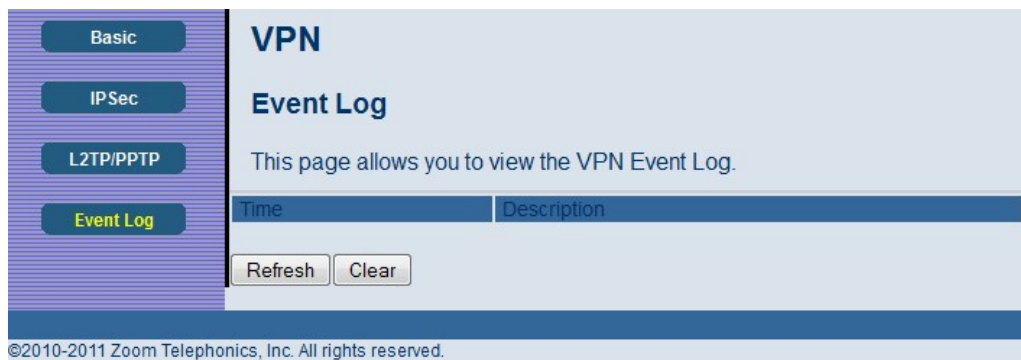 Basic
IPSec
L2TP/PPTP
Event Log
VPN
Event Log
This page allows you to view the VPN Event Log.
Time Description
Refresh Clear
©2010-2011 Zoom Telephonics, Inc. All rights reserved.